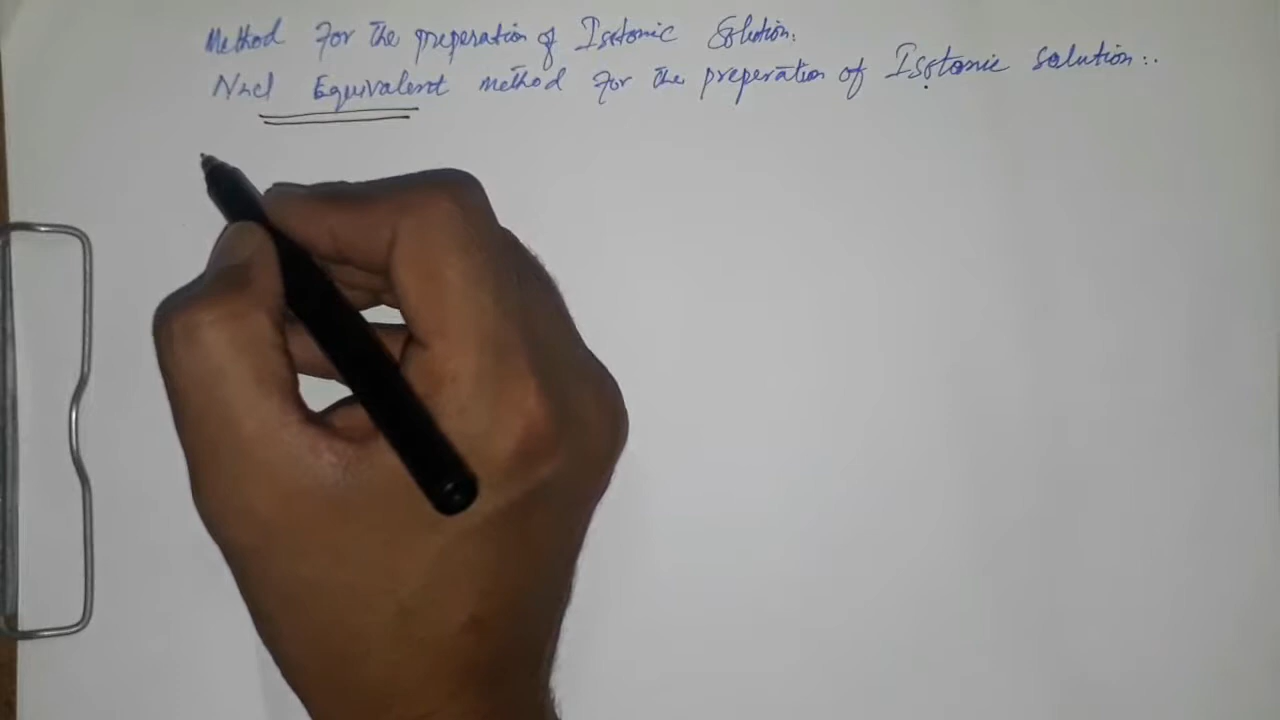 Method For the preperation of Isotonic Solution.
Nacl Equivalent method for the preperation of Isotonic solution:.